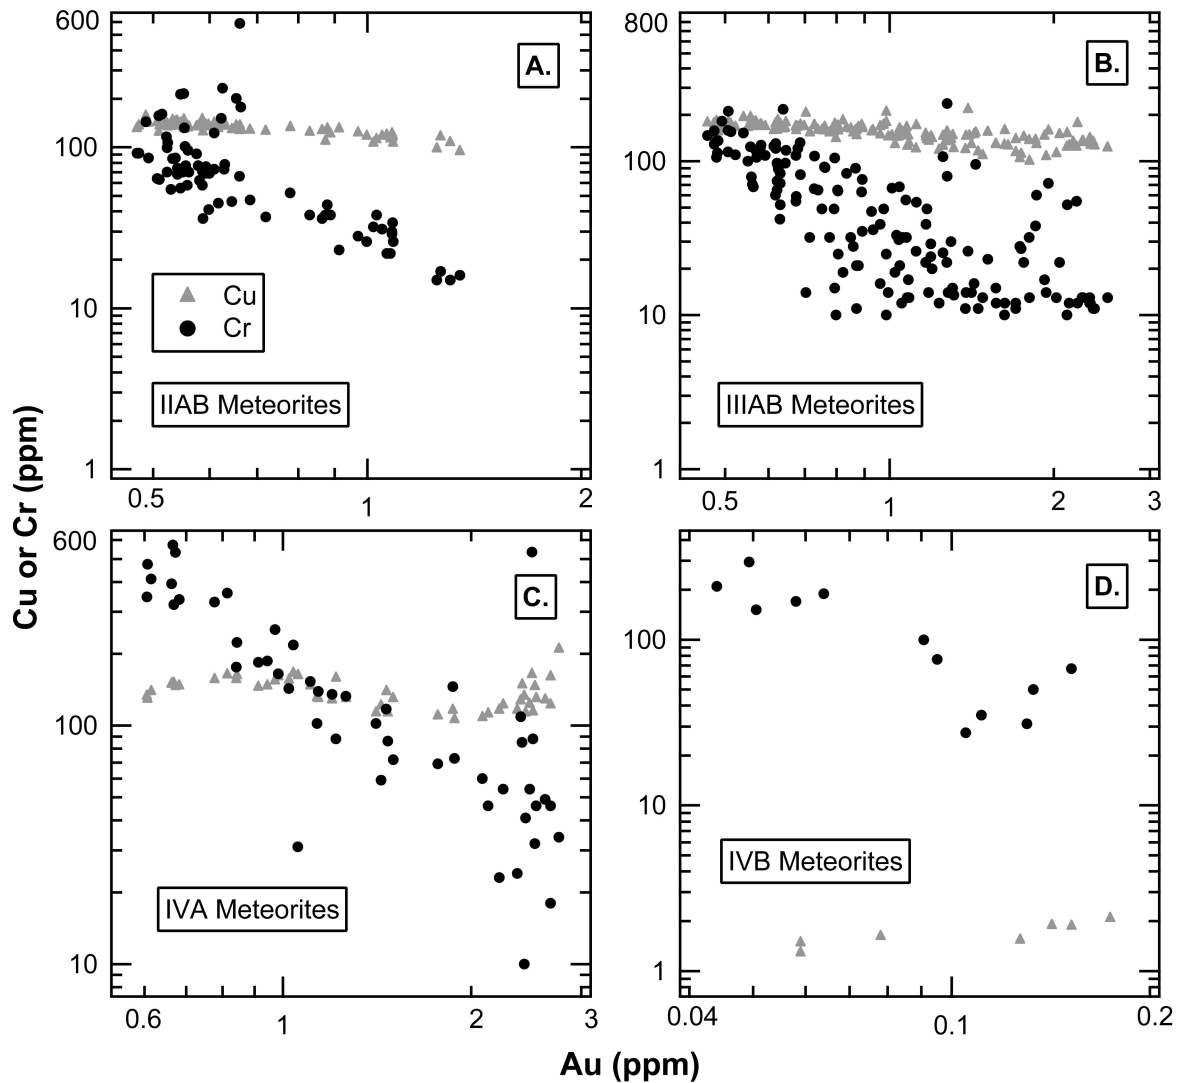 600
100
10
1
0.5
1
2
A.
Cu
Cr
IIAB Meteorites
800
100
10
1
0.5
1
2
3
B.
IIIAB Meteorites
Cu or Cr (ppm)
600
100
10
0.6
1
2
3
C.
IVA Meteorites
100
10
1
0.04
0.1
0.2
D.
IVB Meteorites
Au (ppm)